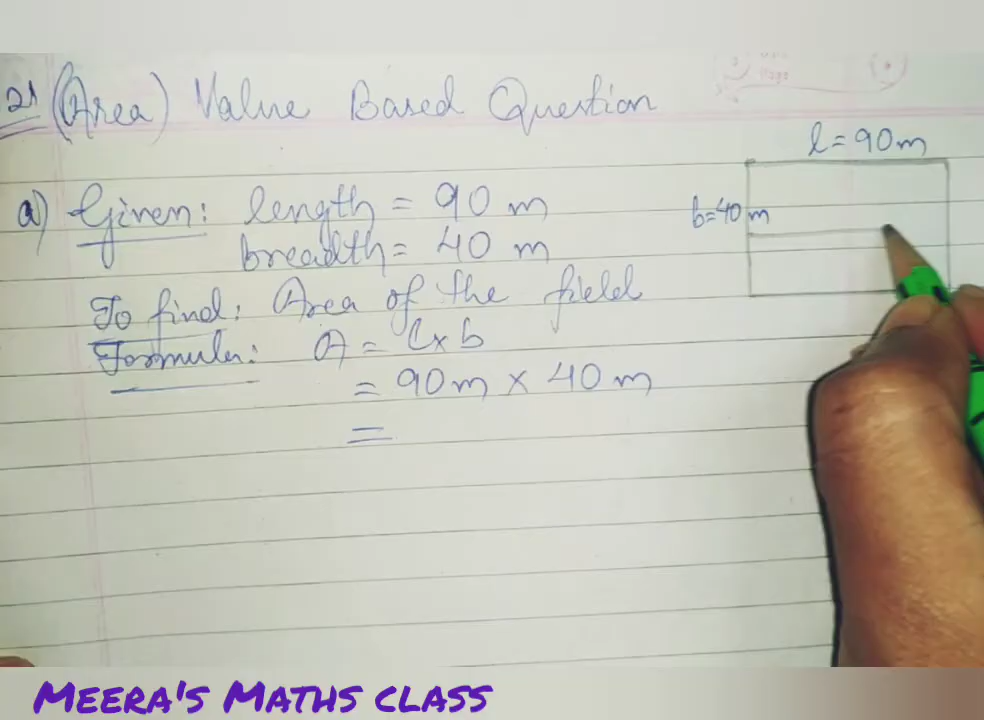 21 (Area) Value Based Question
l = 90 m
a) Given: length = 90 m
b = 40 m
breadth = 40 m
To find: Area of the field
Formula: A = l x b
= 90 m x 40 m
=
MEERA'S MATHS CLASS